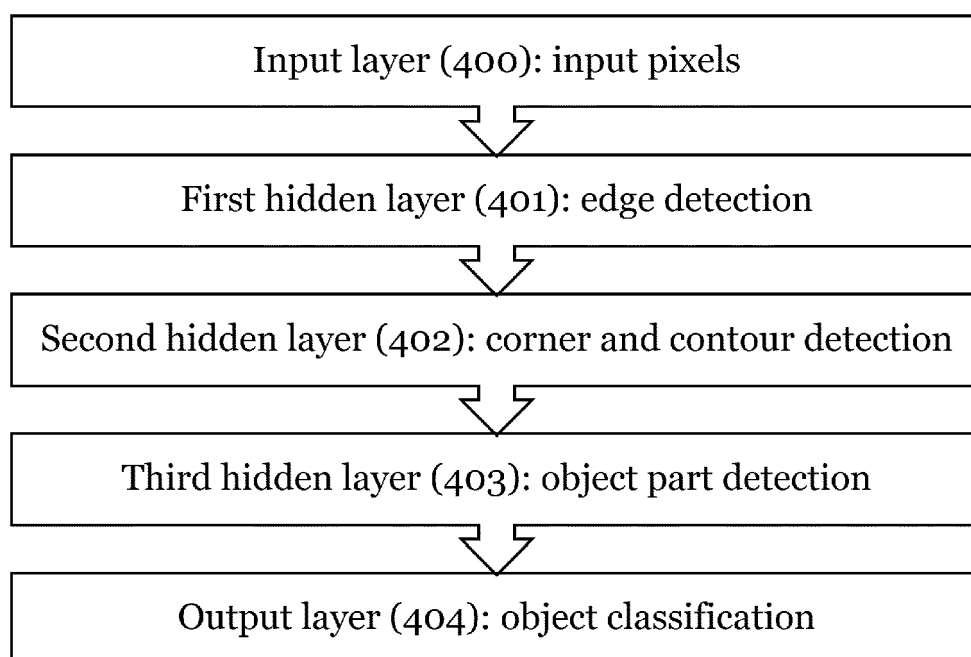 Input layer (400): input pixels
First hidden layer (401): edge detection
Second hidden layer (402): corner and contour detection
Third hidden layer (403): object part detection
Output layer (404): object classification